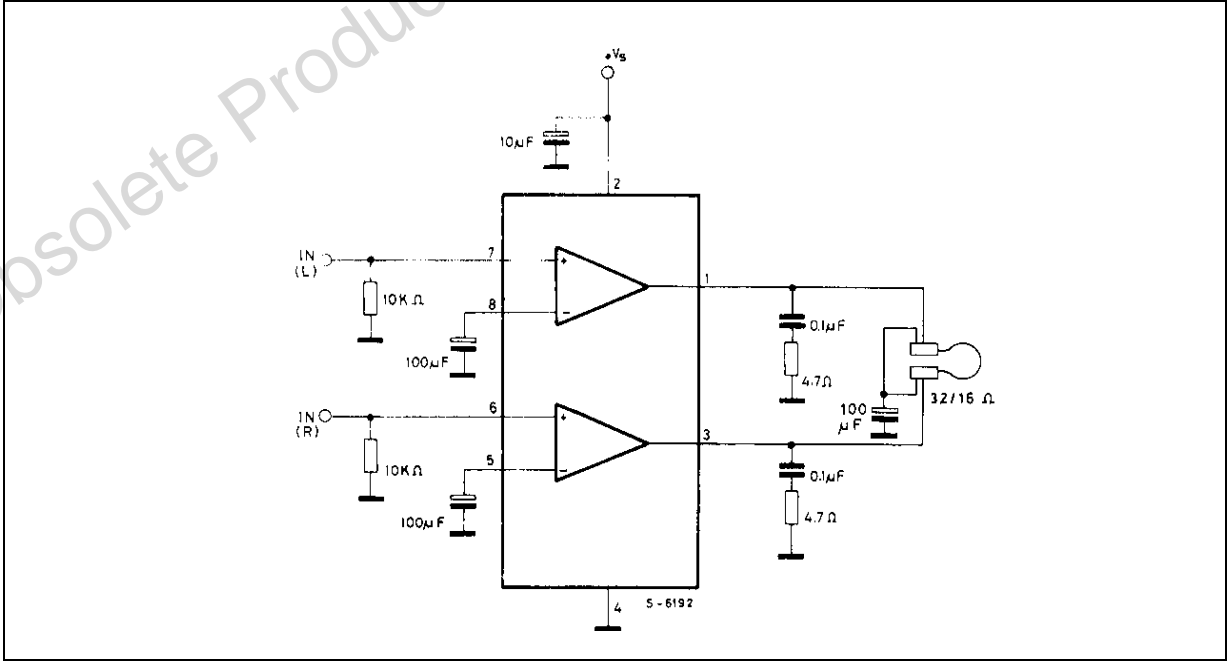 obsolete Produc
+Vs
10µF
2
IN
(L)
7
10KΩ
8
100µF
1
0.1µF
4.7Ω
32/16 Ω
100
µF
IN
(R)
6
10KΩ
5
100µF
3
0.1µF
4.7Ω
4
S-6192
+
-
+
-